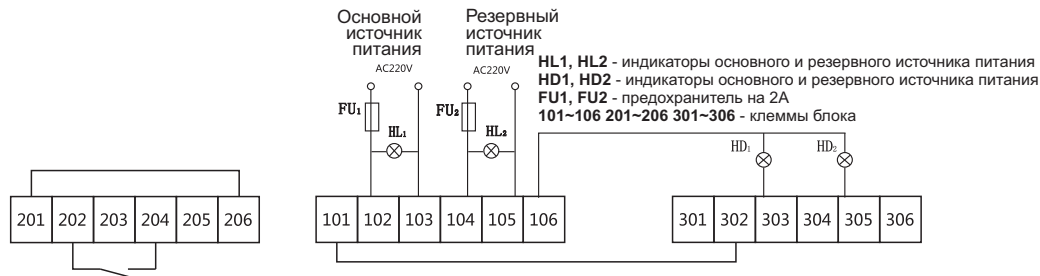 Основной
источник
питания
AC220V
Резервный
источник
питания
AC220V
HL1, HL2 - индикаторы основного и резервного источника питания
HD1, HD2 - индикаторы основного и резервного источника питания
FU1, FU2 - предохранитель на 2А
101~106 201~206 301~306 - клеммы блока
FU₁
HL₁
FU₂
HL₂
HD₁
HD₂
201 202 203 204 205 206
101 102 103 104 105 106
301 302 303 304 305 306